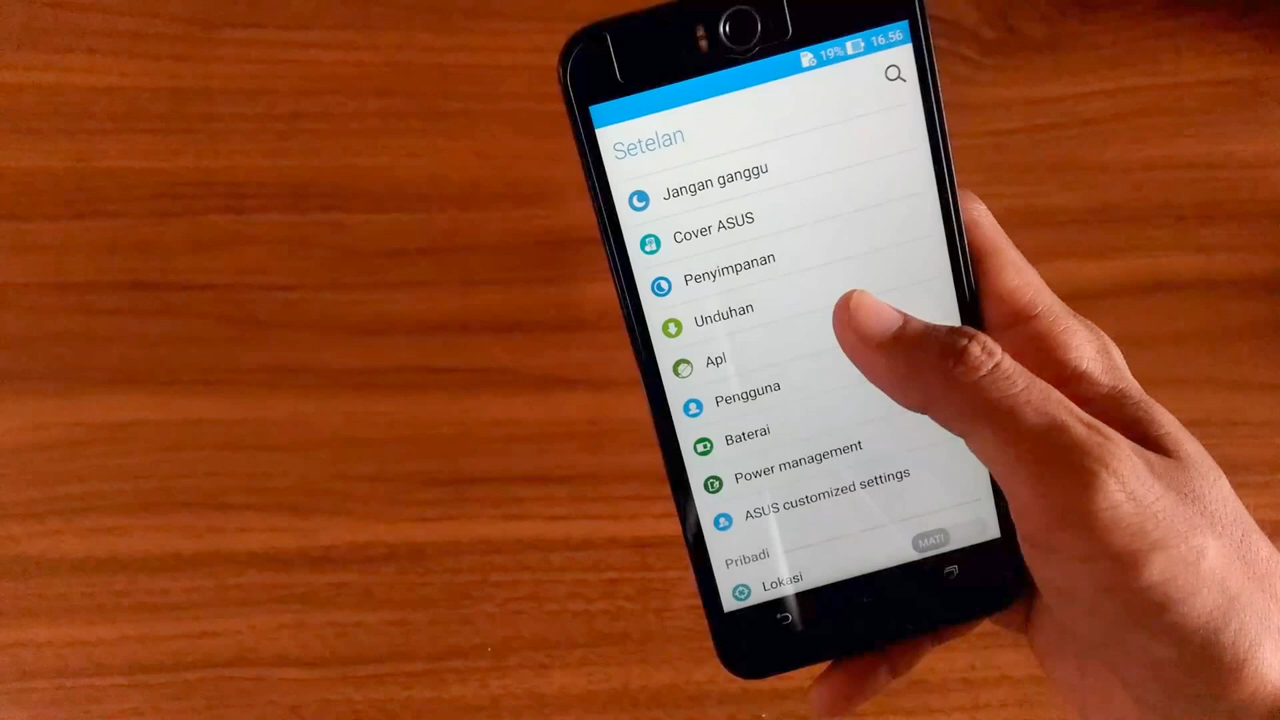 19% 16.56
Setelan
Jangan ganggu
Cover ASUS
Penyimpanan
Unduhan
Apl
Pengguna
Baterai
Power management
ASUS customized settings
Pribadi
Lokasi MATI